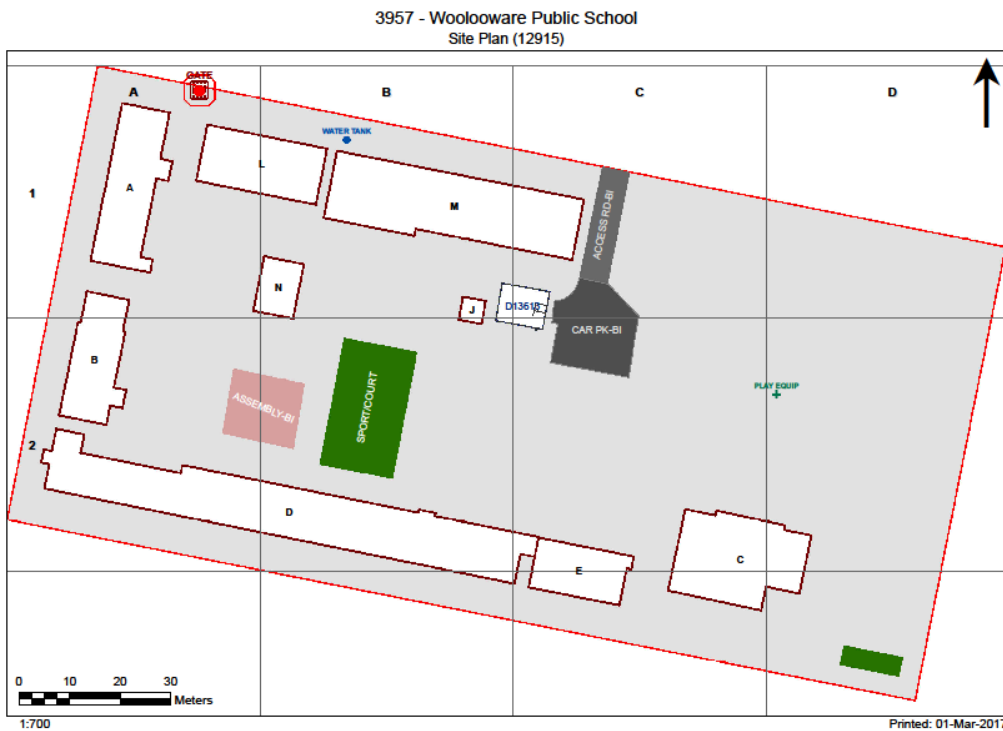 3957 - Woolooware Public School
Site Plan (12915)
GATE
A
B
C
D
WATER TANK
L
A
1
M
ACCESS RD-BI
N
J
D13618
CAR PK-BI
B
PLAY EQUIP
ASSEMBLY-BI
SPORT/COURT
2
D
C
E
0 10 20 30
Meters
1:700
Printed: 01-Mar-2017